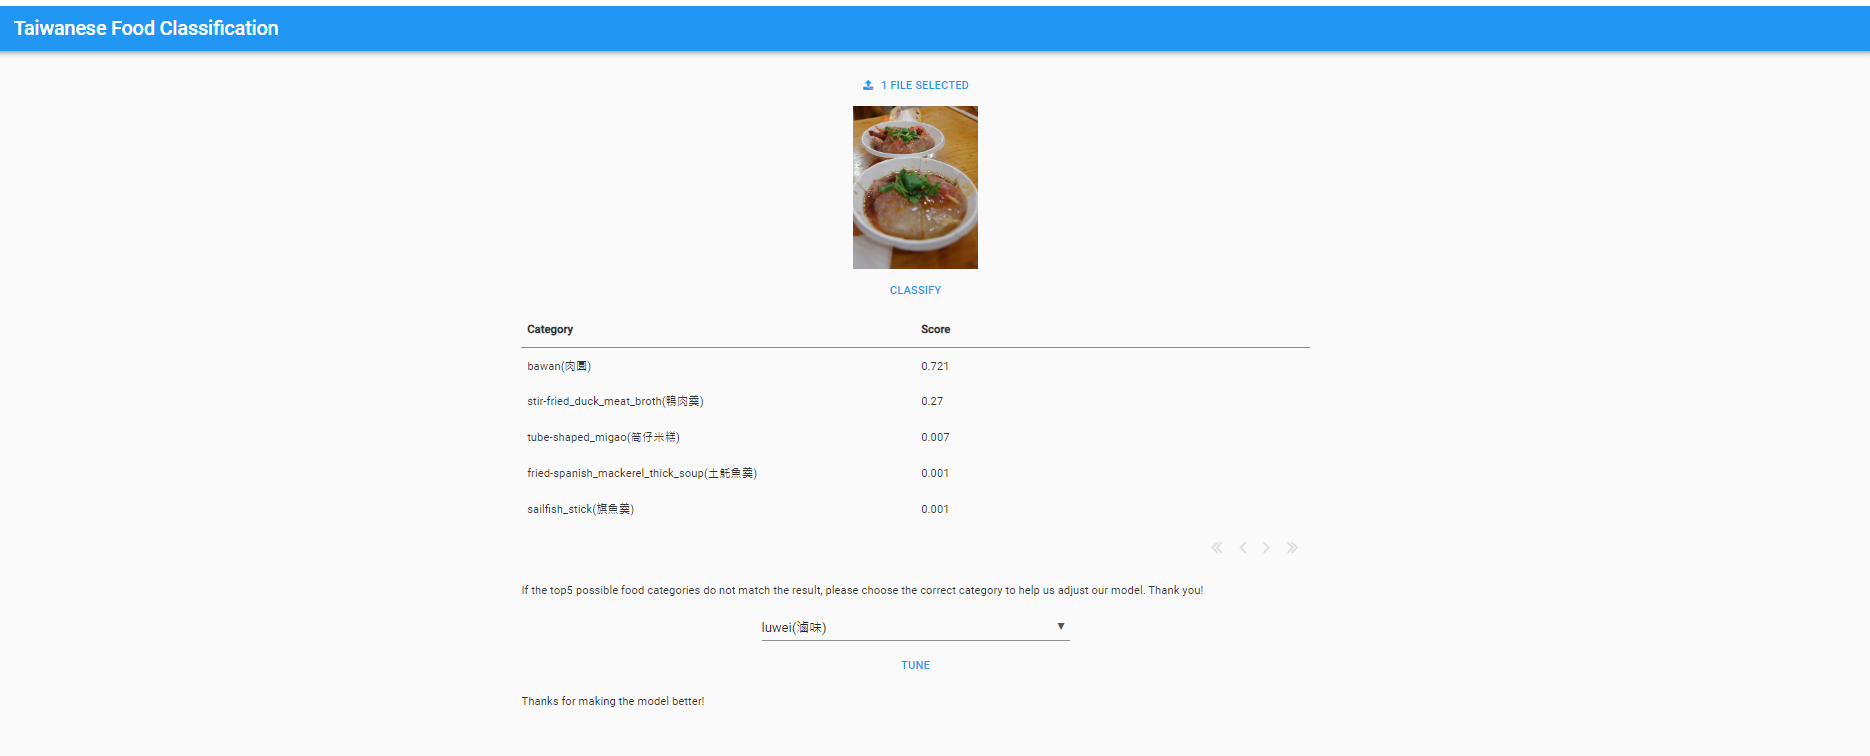 Taiwanese Food Classification
1 FILE SELECTED
CLASSIFY
Category Score
bawan(肉圓) 0.721
stir-fried_duck_meat_broth(鴨肉羹) 0.27
tube-shaped_migao(筒仔米糕) 0.007
fried-spanish_mackerel_thick_soup(土魠魚羹) 0.001
sailfish_stick(旗魚羹) 0.001
If the top5 possible food categories do not match the result, please choose the correct category to help us adjust our model. Thank you!
luwei(滷味)
TUNE
Thanks for making the model better!